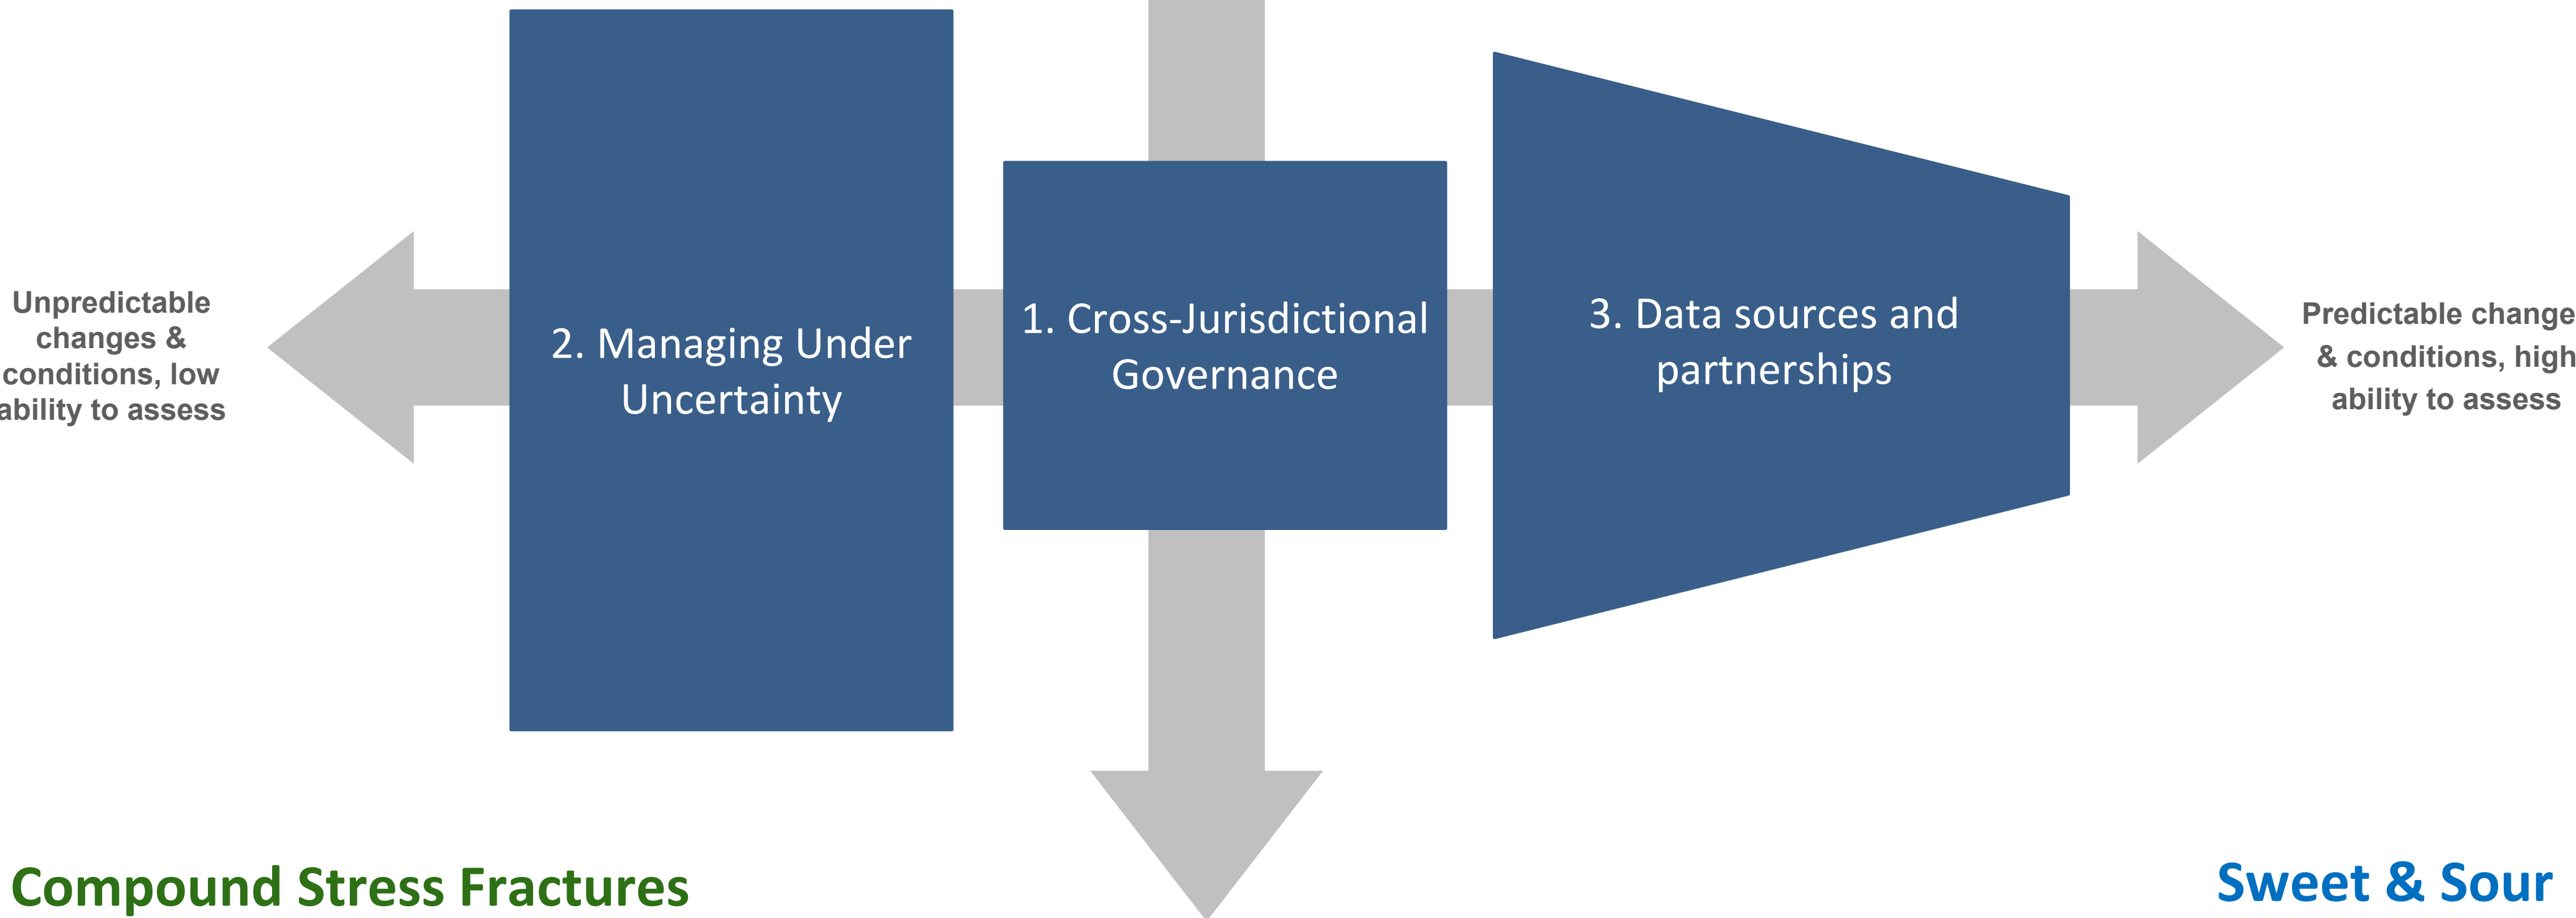 Unpredictable
changes &
conditions, low
ability to assess
2. Managing Under
Uncertainty
1. Cross-Jurisdictional
Governance
3. Data sources and
partnerships
Predictable change
& conditions, high
ability to assess
Compound Stress Fractures
Sweet & Sour